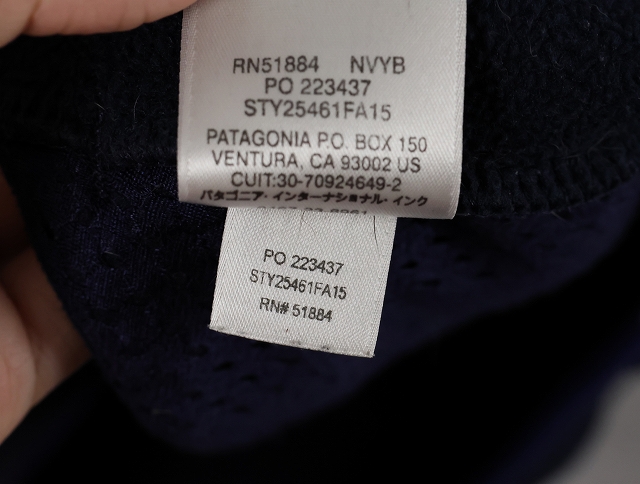 RN51884 NVYB
PO 223437
STY25461FA15
PATAGONIA P.O. BOX 150
VENTURA, CA 93002 US
CUIT:30-70924649-2
パタゴニア・インターナショナル・インク
PO 223437
STY25461FA15
RN# 51884